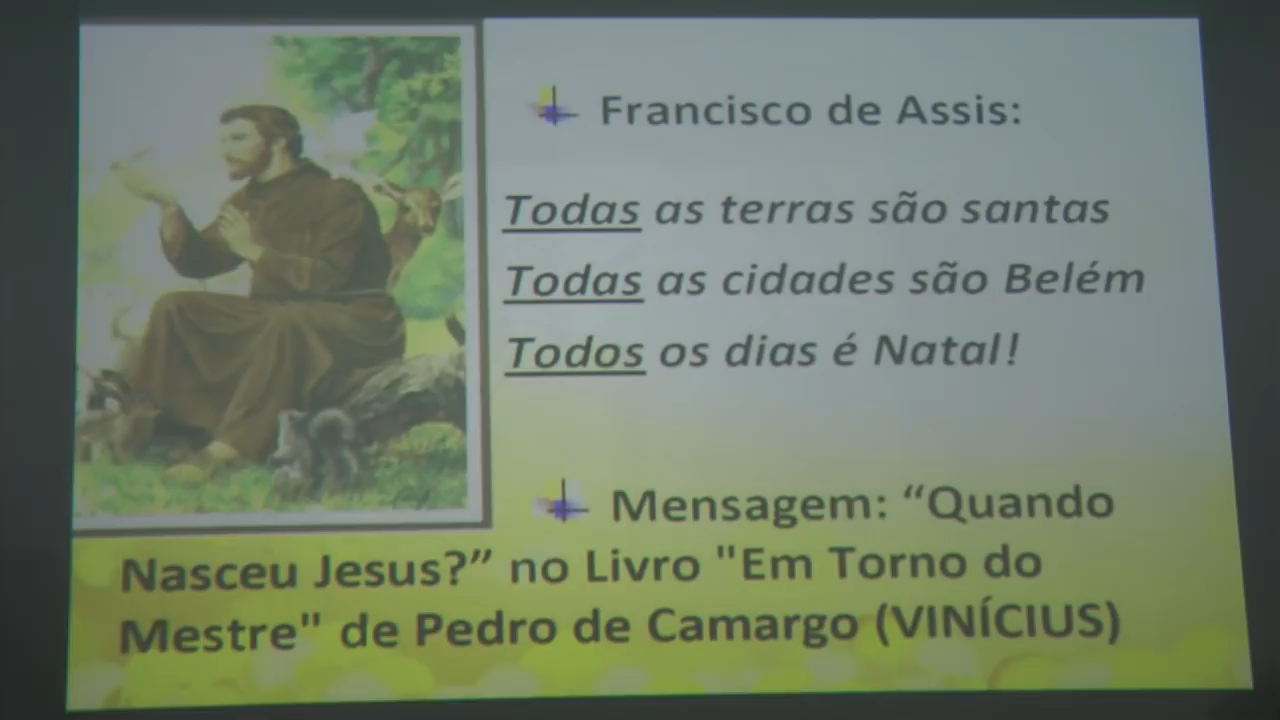 Francisco de Assis:
Todas as terras são santas
Todas as cidades são Belém
Todos os dias é Natal!
Mensagem: “Quando
Nasceu Jesus?” no Livro "Em Torno do
Mestre" de Pedro de Camargo (VINÍCIUS)